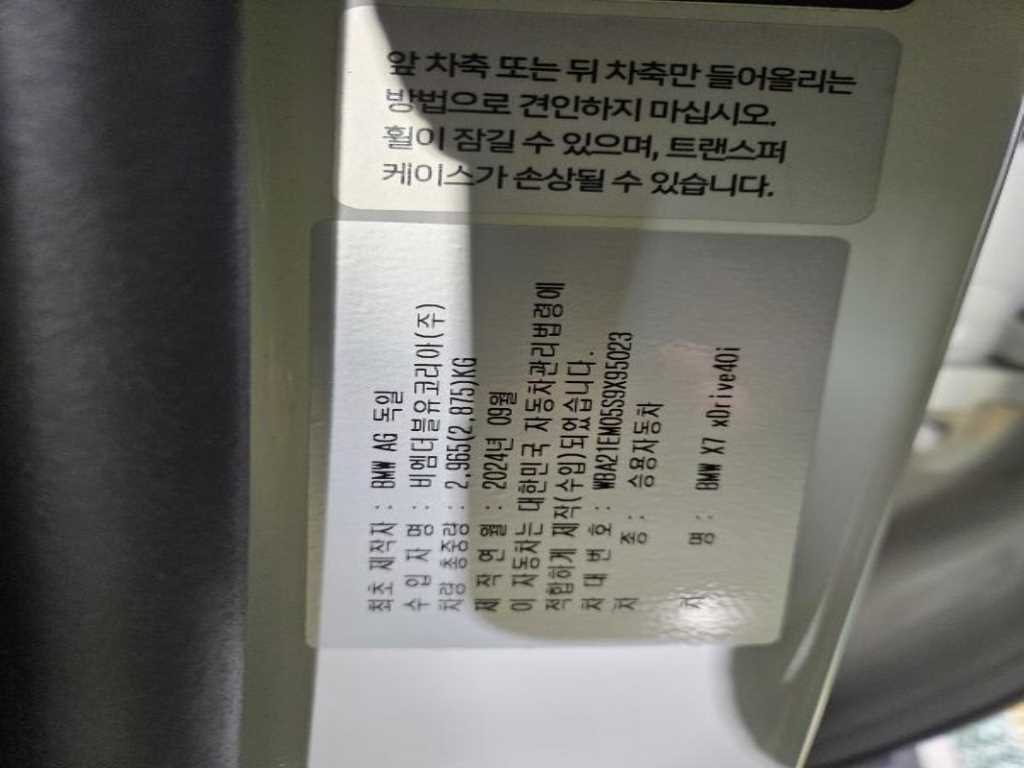 앞 차축 또는 뒤 차축만 들어올리는
방법으로 견인하지 마십시오.
휠이 잠길 수 있으며, 트랜스퍼
케이스가 손상될 수 있습니다.
최초 제작자 : BMW AG 독일
수 입 자 명 : 비엠더블유코리아(주)
차량 총중량: 2,965(2,875)KG
제 작 연 월: 2024년 09월
이 자동차는 대한민국 자동차관리법령에
적합하게 제작(수입)되었습니다.
차 대 번 호: WBA21EM05S9X95023
차 종: 승용자동차
차 명: BMW X7 xDrive40i